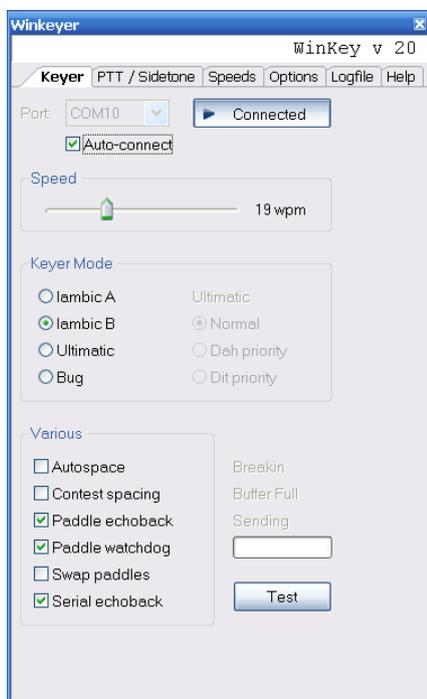 Winkeyer
WinKey v 20
Keyer PTT / Sidetone Speeds Options Logfile Help
Port: COM10 Connected
Auto-connect
Speed
19 wpm
Keyer Mode
Iambic A Ultimatic
Iambic B Normal
Ultimatic Dah priority
Bug Dit priority
Various
Autospace Breakin
Contest spacing Buffer Full
Paddle echoback Sending
Paddle watchdog
Swap paddles
Serial echoback Test